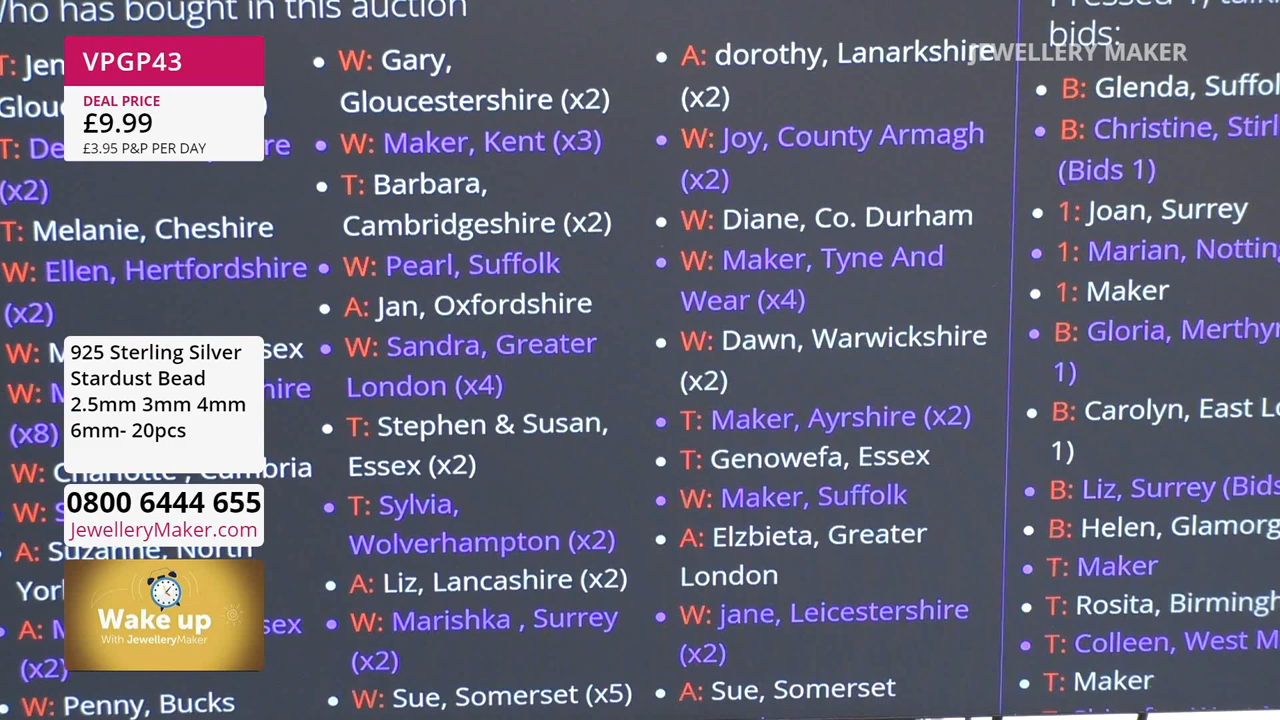 ho has bought in this auction
T: Jen
Glou
T: De
(x2)
T: Melanie, Cheshire
W: Ellen, Hertfordshire
(x2)
W: M
sex
W: M
(x8)
W: Charlotte, Cumbria
W: S
A: Suzanne, North
Yor
A: M
sex
(x2)
W: Penny, Bucks
W: Gary,
Gloucestershire (x2)
W: Maker, Kent (x3)
T: Barbara,
Cambridgeshire (x2)
W: Pearl, Suffolk
A: Jan, Oxfordshire
W: Sandra, Greater
London (x4)
T: Stephen & Susan,
Essex (x2)
T: Sylvia,
Wolverhampton (x2)
A: Liz, Lancashire (x2)
W: Marishka , Surrey
(x2)
W: Sue, Somerset (x5)
A: dorothy, Lanarkshire
(x2)
W: Joy, County Armagh
(x2)
W: Diane, Co. Durham
W: Maker, Tyne And
Wear (x4)
W: Dawn, Warwickshire
(x2)
T: Maker, Ayrshire (x2)
T: Genowefa, Essex
W: Maker, Suffolk
A: Elzbieta, Greater
London
W: jane, Leicestershire
(x2)
A: Sue, Somerset
bids:
B: Glenda, Suffol
B: Christine, Stirl
(Bids 1)
1: Joan, Surrey
1: Marian, Notting
1: Maker
B: Gloria, Merthyr
1)
B: Carolyn, East Lo
1)
B: Liz, Surrey (Bids
B: Helen, Glamorg
T: Maker
T: Rosita, Birmingh
T: Colleen, West M
T: Maker
JEWELLERY MAKER
VPGP43
DEAL PRICE
£9.99
£3.95 P&P PER DAY
925 Sterling Silver
Stardust Bead
2.5mm 3mm 4mm
6mm- 20pcs
0800 6444 655
JewelleryMaker.com
Wake up
With JewelleryMaker